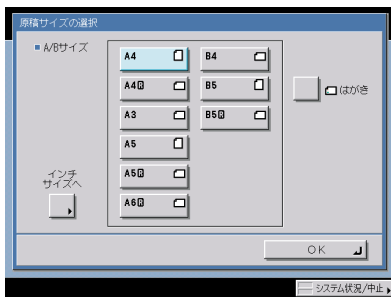 原稿サイズの選択
A/Bサイズ
A4
B4
A4R
B5
はがき
A3
B5R
A5
インチ
サイズへ
A5R
A6R
OK
システム状況/中止